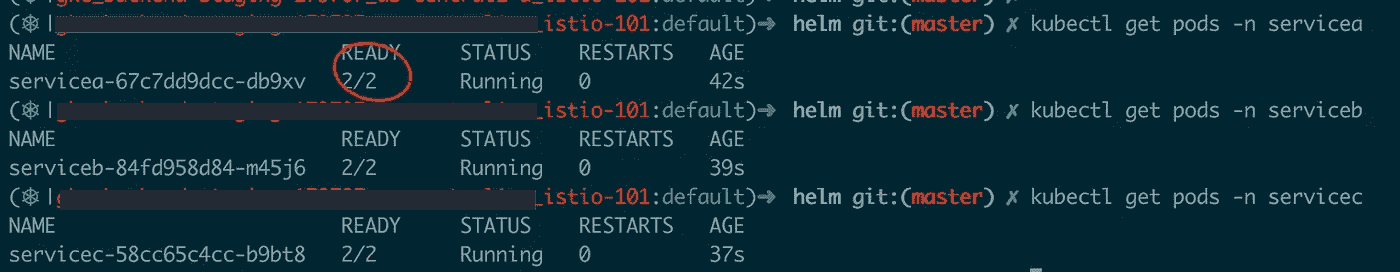 (⎈ | _istio-101:default)➜ helm git:(master) ✗ kubectl get pods -n servicea
NAME READY STATUS RESTARTS AGE
servicea-67c7dd9dcc-db9xv 2/2 Running 0 42s
(⎈ | _istio-101:default)➜ helm git:(master) ✗ kubectl get pods -n serviceb
NAME READY STATUS RESTARTS AGE
serviceb-84fd958d84-m45j6 2/2 Running 0 39s
(⎈ | _istio-101:default)➜ helm git:(master) ✗ kubectl get pods -n servicec
NAME READY STATUS RESTARTS AGE
servicec-58cc65c4cc-b9bt8 2/2 Running 0 37s